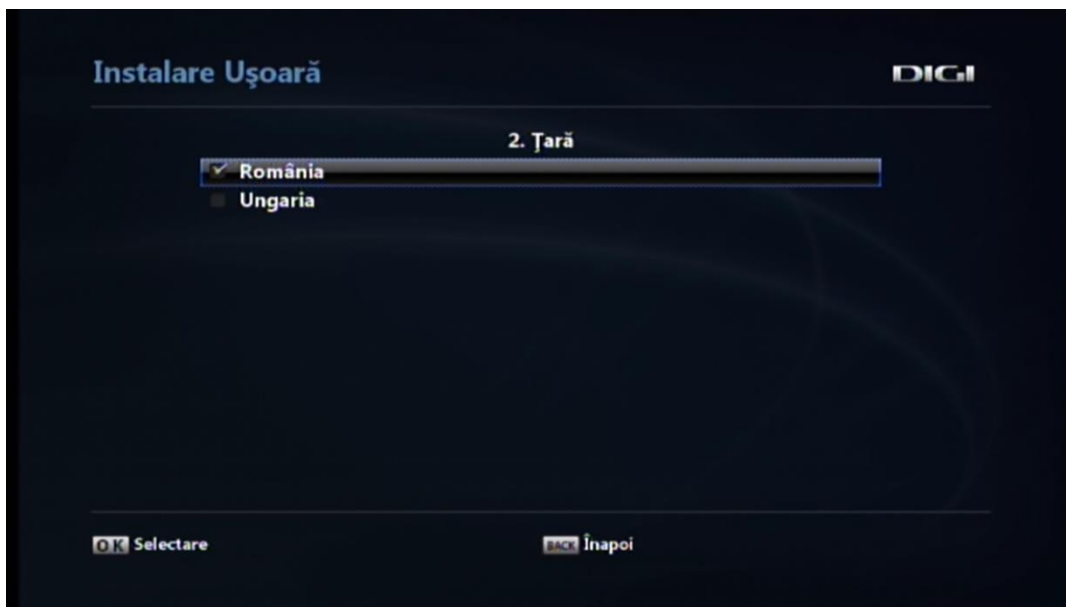 Instalare Uşoară
DIGI
2. Ţară
România
Ungaria
OK Selectare
BACK Înapoi